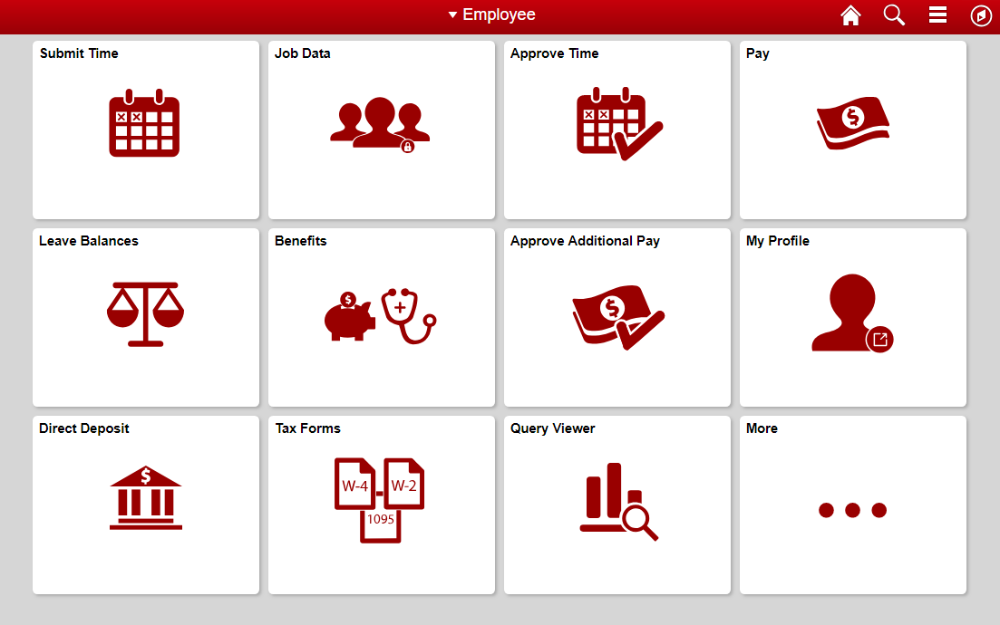 Employee
Submit Time
Job Data
Approve Time
Pay
$
Leave Balances
Benefits
Approve Additional Pay
My Profile
$
$
Direct Deposit
Tax Forms
Query Viewer
More
$
W-4
W-2
1095